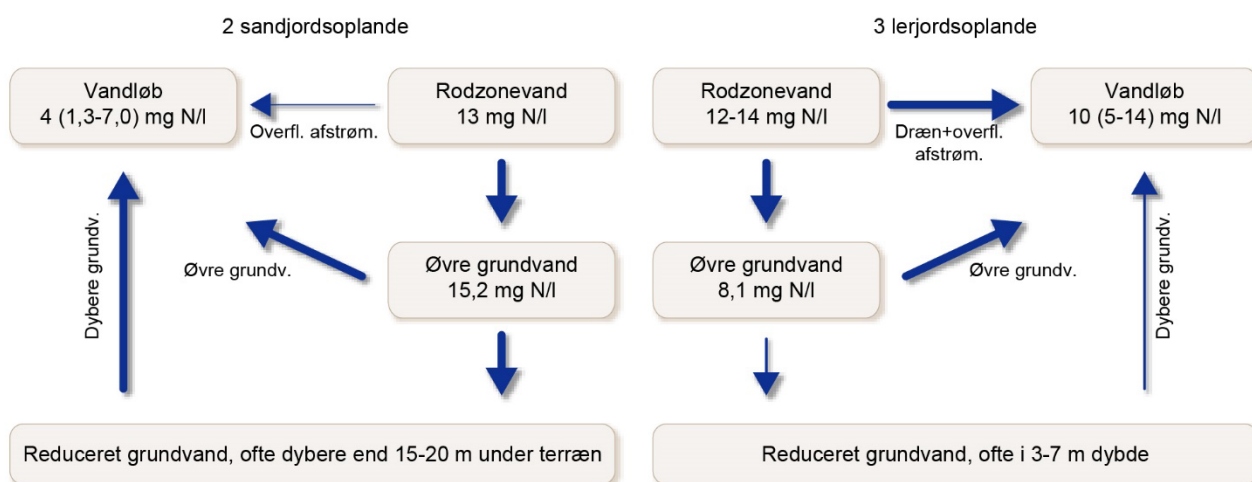 2 sandjordsoplande
Vandløb
4 (1,3-7,0) mg N/l
Overfl. afstrøm.
Rodzonevand
13 mg N/l
Dybere grundv.
Øvre grundv.
Øvre grundvand
15,2 mg N/l
Reduceret grundvand, ofte dybere end 15-20 m under terræn
3 lerjordsoplande
Rodzonevand
12-14 mg N/l
Dræn+overfl.
afstrøm.
Vandløb
10 (5-14) mg N/l
Øvre grundvand
8,1 mg N/l
Øvre grundv.
Dybere grundv.
Reduceret grundvand, ofte i 3-7 m dybde